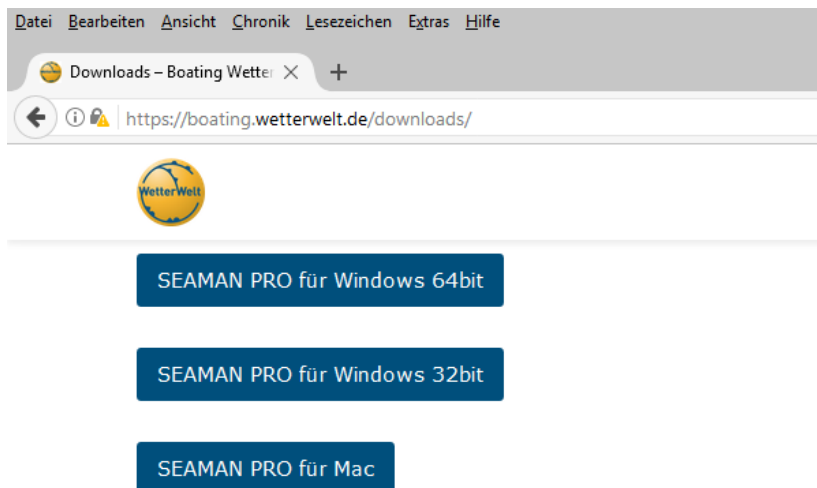 Datei Bearbeiten Ansicht Chronik Lesezeichen Extras Hilfe
Downloads – Boating Wetter
https://boating.wetterwelt.de/downloads/
WetterWelt
SEAMAN PRO für Windows 64bit
SEAMAN PRO für Windows 32bit
SEAMAN PRO für Mac